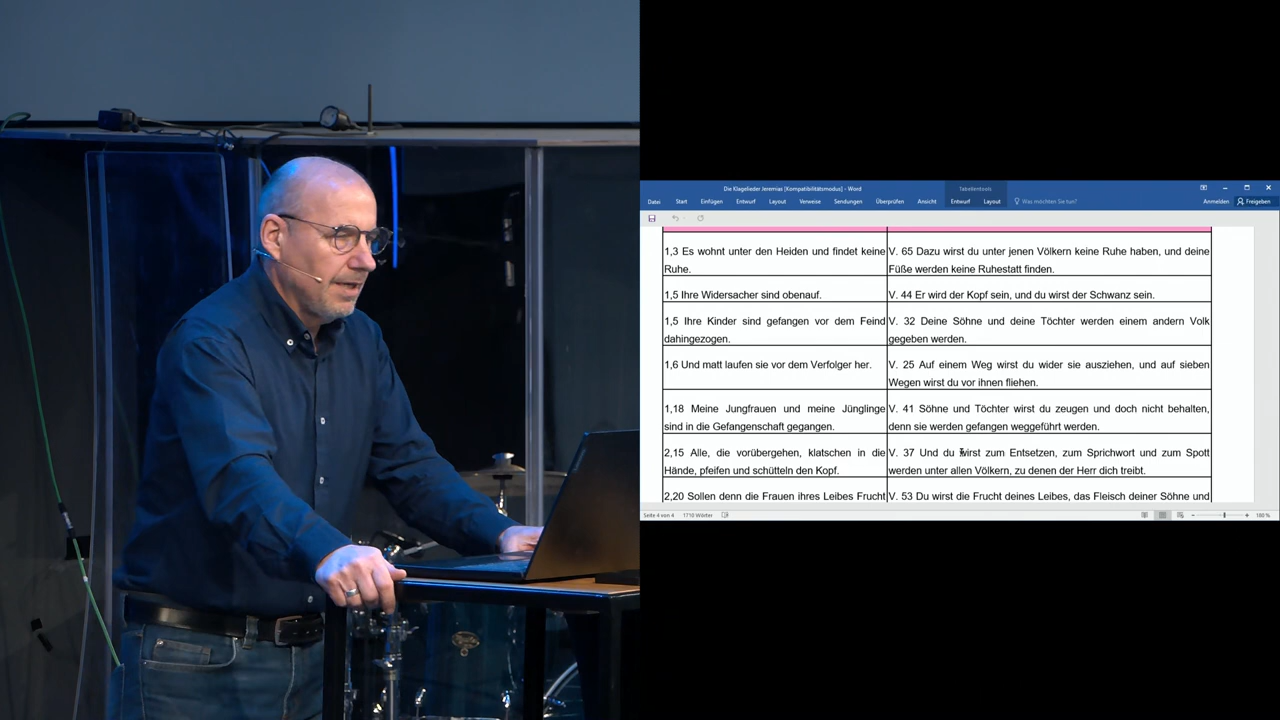 Die Klagelieder Jeremias [Kompatibilitätsmodus] - Word
Tabellentools
Datei Start Einfügen Entwurf Layout Verweise Sendungen Überprüfen Ansicht Entwurf Layout Was möchten Sie tun? Anmelden Freigeben
1,3 Es wohnt unter den Heiden und findet keine
Ruhe.
V. 65 Dazu wirst du unter jenen Völkern keine Ruhe haben, und deine
Füße werden keine Ruhestatt finden.
1,5 Ihre Widersacher sind obenauf.
V. 44 Er wird der Kopf sein, und du wirst der Schwanz sein.
1,5 Ihre Kinder sind gefangen vor dem Feind
dahingezogen.
V. 32 Deine Söhne und deine Töchter werden einem andern Volk
gegeben werden.
1,6 Und matt laufen sie vor dem Verfolger her.
V. 25 Auf einem Weg wirst du wider sie ausziehen, und auf sieben
Wegen wirst du vor ihnen fliehen.
1,18 Meine Jungfrauen und meine Jünglinge
sind in die Gefangenschaft gegangen.
V. 41 Söhne und Töchter wirst du zeugen und doch nicht behalten,
denn sie werden gefangen weggeführt werden.
2,15 Alle, die vorübergehen, klatschen in die
Hände, pfeifen und schütteln den Kopf.
V. 37 Und du wirst zum Entsetzen, zum Sprichwort und zum Spott
werden unter allen Völkern, zu denen der Herr dich treibt.
2,20 Sollen denn die Frauen ihres Leibes Frucht
V. 53 Du wirst die Frucht deines Leibes, das Fleisch deiner Söhne und
Seite 4 von 4 1710 Wörter 180 %